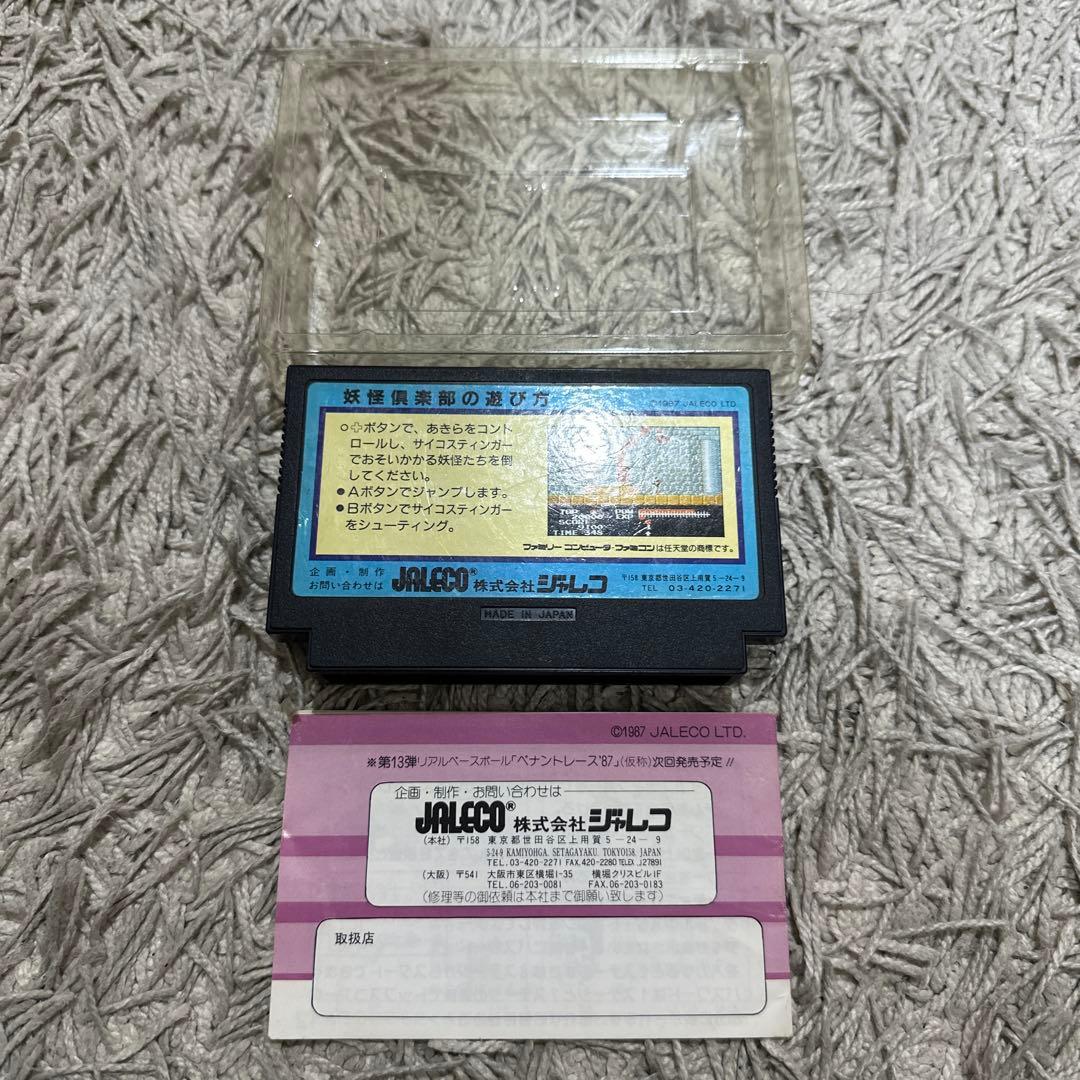 妖怪倶楽部の遊び方
©1987 JALECO LTD.
○✚ボタンで、あきらをコント
ロールし、サイコスティンガー
でおそいかかる妖怪たちを倒
してください。
●Aボタンでジャンプします。
●Bボタンでサイコスティンガー
をシューティング。
TOP
20000
SCORE
9100
TIME 348
POW
EXP
ファミリー コンピュータ・ファミコンは任天堂の商標です。
企画・制作
お問い合わせは
JALECO® 株式会社ジャレコ
〒158 東京都世田谷区上用賀5-24-9
TEL 03-420-2271
MADE IN JAPAN
©1987 JALECO LTD.
※第13弾リアルベースボール「ペナントレース'87」(仮称)次回発売予定!!
企画・制作・お問い合わせは
JALECO® 株式会社ジャレコ
(本社) 〒158 東京都世田谷区上用賀5-24-9
5-24-9 KAMIYOHGA, SETAGAYAKU, TOKYO158, JAPAN
TEL.03-420-2271 FAX.420-2280 TELEX.J27891
(大阪) 〒541 大阪市東区横堀1-35 横堀クリスビル1F
TEL.06-203-0081 FAX.06-203-0183
(修理等の御依頼は本社まで御願い致します)
取扱店